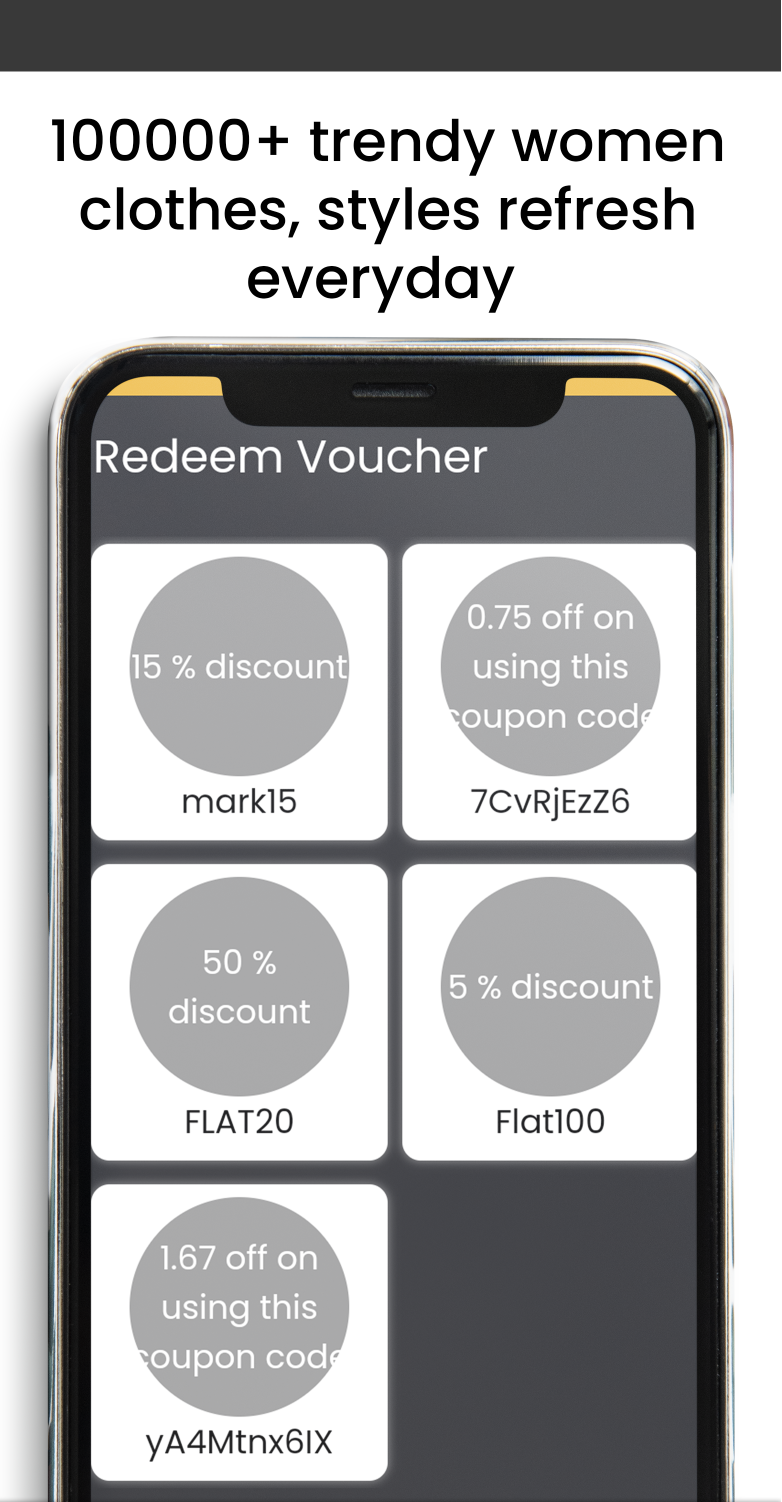 100000+ trendy women
clothes, styles refresh
everyday
Redeem Voucher
15 % discount
mark15
0.75 off on
using this
coupon code
7CvRjEzZ6
50 %
discount
FLAT20
5 % discount
Flat100
1.67 off on
using this
coupon code
yA4Mtnx6IX